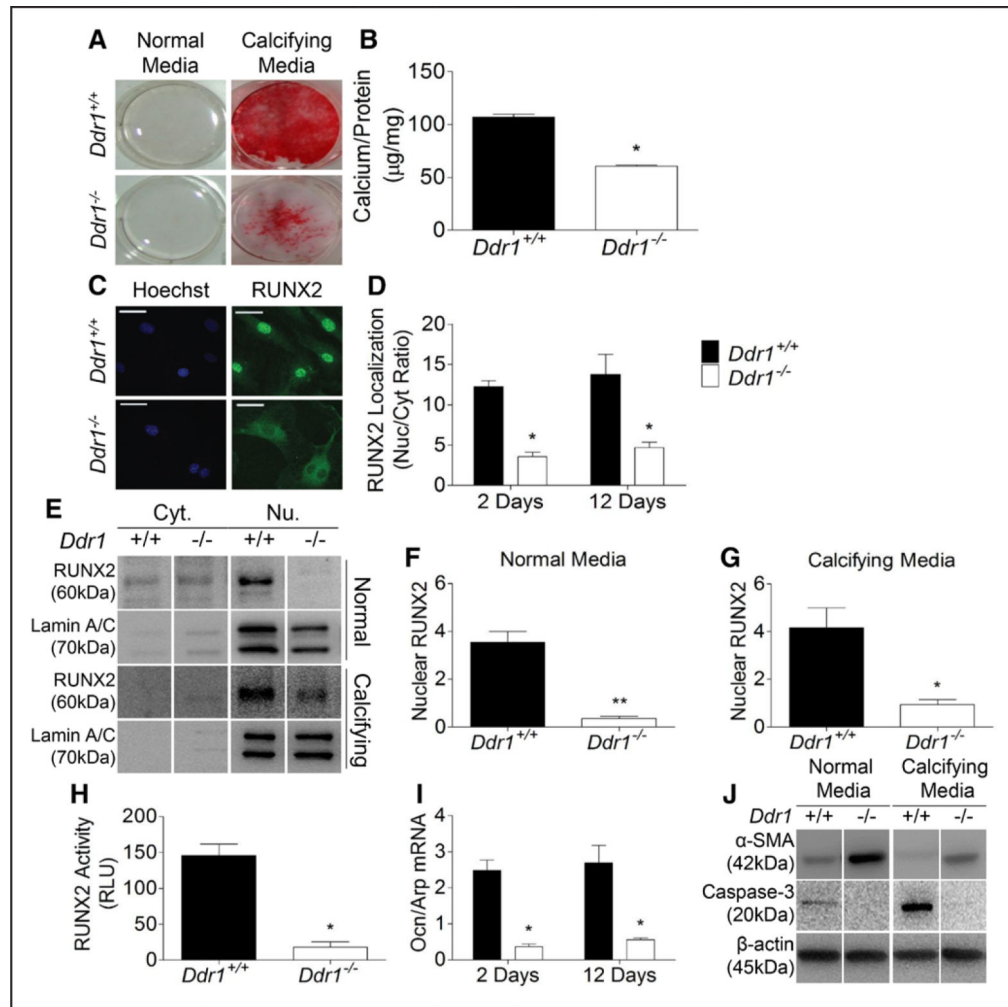 A
Normal Media
Calcifying Media
Ddr1+/+
Ddr1-/-
B
Calcium/Protein (µg/mg)
150
100
50
0
Ddr1+/+
Ddr1-/-
*
C
Hoechst
RUNX2
Ddr1+/+
Ddr1-/-
D
RUNX2 Localization (Nuc/Cyt Ratio)
20
15
10
5
0
*
*
2 Days
12 Days
Ddr1+/+
Ddr1-/-
E
Cyt.
Nu.
Ddr1
+/+
-/-
+/+
-/-
RUNX2 (60kDa)
Lamin A/C (70kDa)
RUNX2 (60kDa)
Lamin A/C (70kDa)
Normal
Calcifying
F
Normal Media
Nuclear RUNX2
6
4
2
0
**
Ddr1+/+
Ddr1-/-
G
Calcifying Media
Nuclear RUNX2
6
4
2
0
*
Ddr1+/+
Ddr1-/-
H
RUNX2 Activity (RLU)
200
150
100
50
0
*
Ddr1+/+
Ddr1-/-
I
Ocn/Arp mRNA
4
3
2
1
0
*
*
2 Days
12 Days
J
Normal Media
Calcifying Media
Ddr1
+/+
-/-
+/+
-/-
α-SMA (42kDa)
Caspase-3 (20kDa)
β-actin (45kDa)